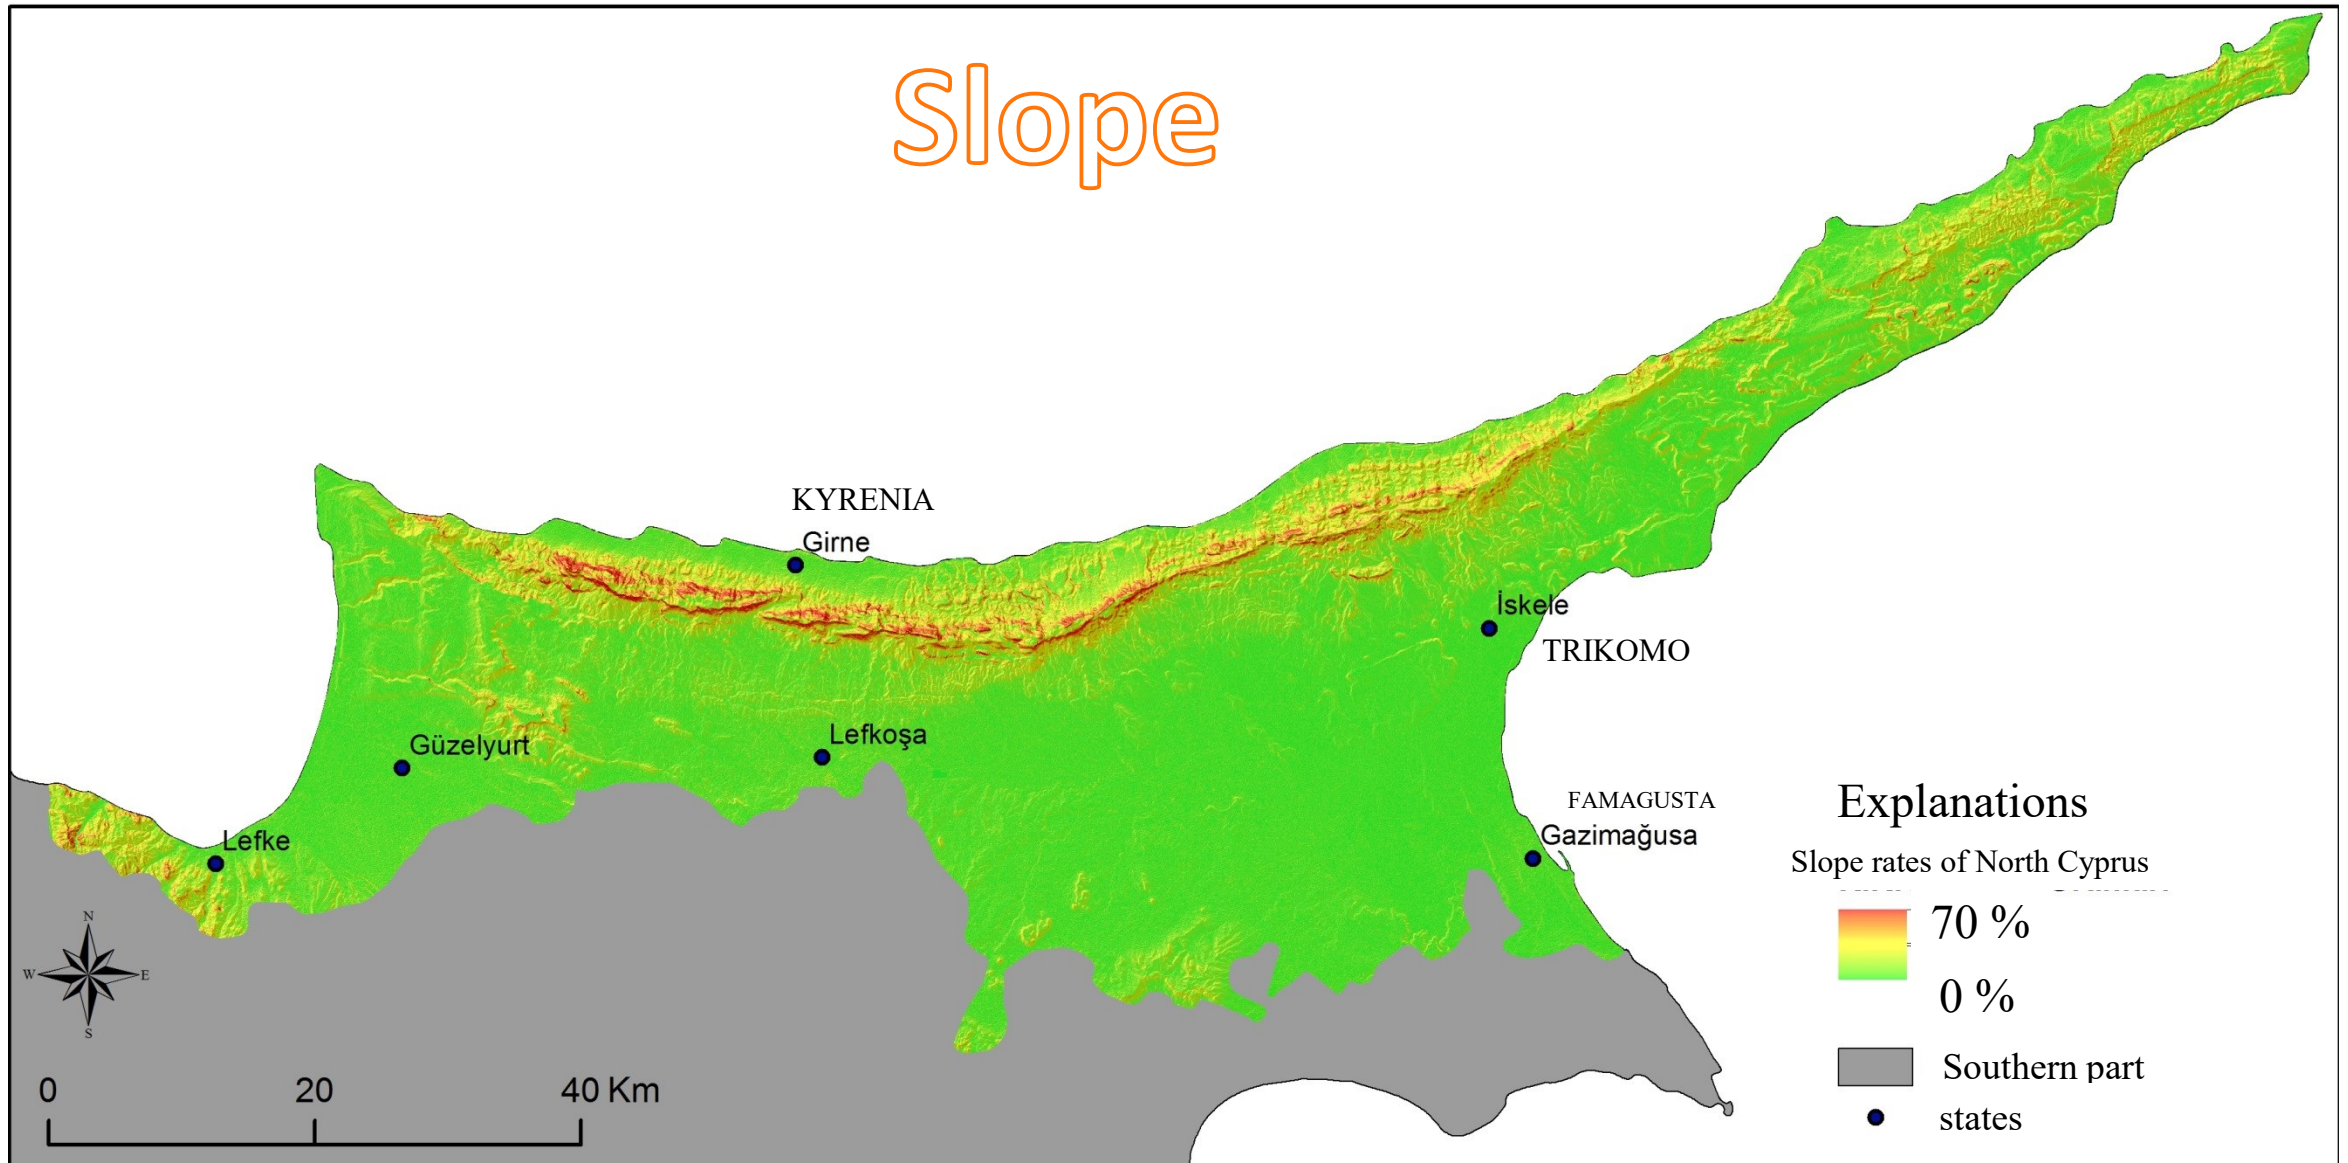 Slope
KYRENIA
Girne
İskele
TRIKOMO
Lefkoşa
Güzelyurt
FAMAGUSTA
Gazimağusa
Lefke
Explanations
Slope rates of North Cyprus
70 %
0 %
Southern part
states
N
W E
S
0 20 40 Km